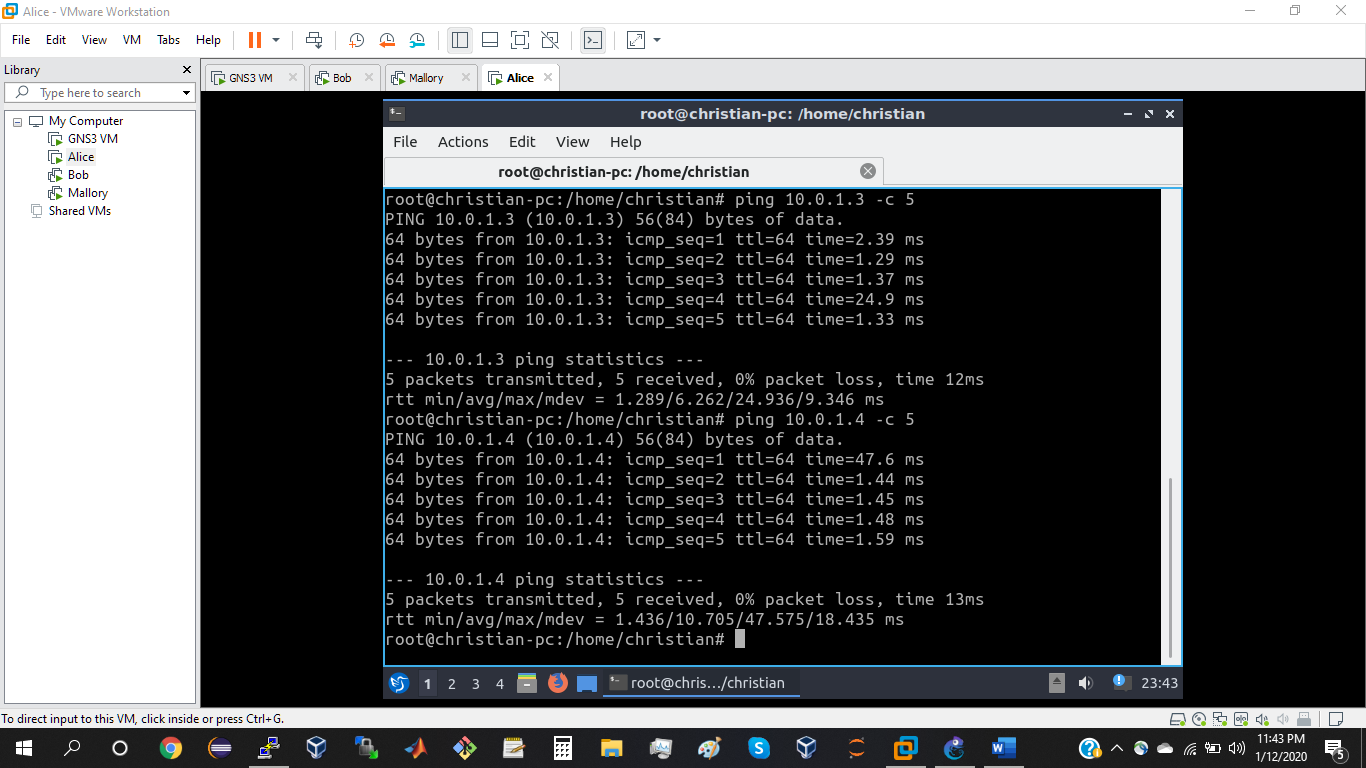 Alice - VMware Workstation
File Edit View VM Tabs Help
Library
Type here to search
My Computer
GNS3 VM
Alice
Bob
Mallory
Shared VMs
GNS3 VM Bob Mallory Alice
root@christian-pc: /home/christian
File Actions Edit View Help
root@christian-pc: /home/christian
root@christian-pc:/home/christian# ping 10.0.1.3 -c 5
PING 10.0.1.3 (10.0.1.3) 56(84) bytes of data.
64 bytes from 10.0.1.3: icmp_seq=1 ttl=64 time=2.39 ms
64 bytes from 10.0.1.3: icmp_seq=2 ttl=64 time=1.29 ms
64 bytes from 10.0.1.3: icmp_seq=3 ttl=64 time=1.37 ms
64 bytes from 10.0.1.3: icmp_seq=4 ttl=64 time=24.9 ms
64 bytes from 10.0.1.3: icmp_seq=5 ttl=64 time=1.33 ms
--- 10.0.1.3 ping statistics ---
5 packets transmitted, 5 received, 0% packet loss, time 12ms
rtt min/avg/max/mdev = 1.289/6.262/24.936/9.346 ms
root@christian-pc:/home/christian# ping 10.0.1.4 -c 5
PING 10.0.1.4 (10.0.1.4) 56(84) bytes of data.
64 bytes from 10.0.1.4: icmp_seq=1 ttl=64 time=47.6 ms
64 bytes from 10.0.1.4: icmp_seq=2 ttl=64 time=1.44 ms
64 bytes from 10.0.1.4: icmp_seq=3 ttl=64 time=1.45 ms
64 bytes from 10.0.1.4: icmp_seq=4 ttl=64 time=1.48 ms
64 bytes from 10.0.1.4: icmp_seq=5 ttl=64 time=1.59 ms
--- 10.0.1.4 ping statistics ---
5 packets transmitted, 5 received, 0% packet loss, time 13ms
rtt min/avg/max/mdev = 1.436/10.705/47.575/18.435 ms
root@christian-pc:/home/christian#
1 2 3 4 root@chris.../christian 23:43
To direct input to this VM, click inside or press Ctrl+G.
11:43 PM
1/12/2020
5